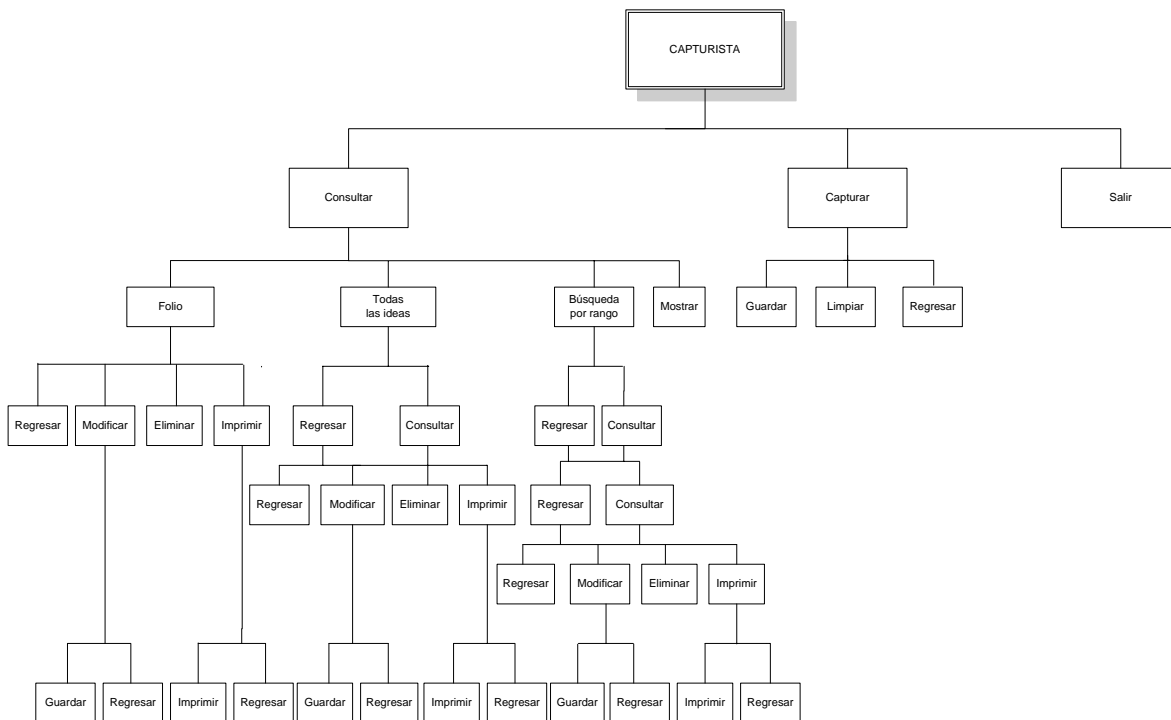 CAPTURISTA
Consultar
Capturar
Salir
Folio
Todas
las ideas
Búsqueda
por rango
Mostrar
Guardar
Limpiar
Regresar
Regresar
Modificar
Eliminar
Imprimir
Regresar
Consultar
Regresar
Consultar
Regresar
Modificar
Eliminar
Imprimir
Regresar
Consultar
Regresar
Modificar
Eliminar
Imprimir
Guardar
Regresar
Imprimir
Regresar
Guardar
Regresar
Imprimir
Regresar
Guardar
Regresar
Imprimir
Regresar